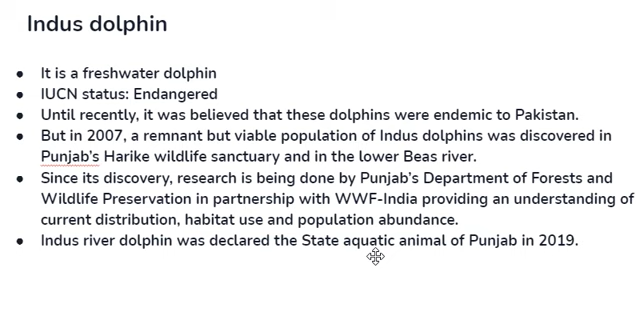 Indus dolphin
● It is a freshwater dolphin
● IUCN status: Endangered
● Until recently, it was believed that these dolphins were endemic to Pakistan.
● But in 2007, a remnant but viable population of Indus dolphins was discovered in
Punjab's Harike wildlife sanctuary and in the lower Beas river.
● Since its discovery, research is being done by Punjab's Department of Forests and
Wildlife Preservation in partnership with WWF-India providing an understanding of
current distribution, habitat use and population abundance.
● Indus river dolphin was declared the State aquatic animal of Punjab in 2019.